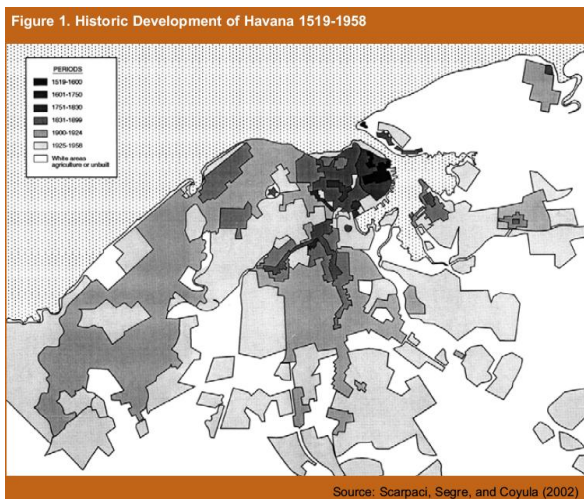 Figure 1. Historic Development of Havana 1519-1958
PERIODS
1519-1600
1601-1750
1751-1830
1831-1899
1900-1924
1925-1958
White areas
agriculture or unbuilt
Source: Scarpaci, Segre, and Coyula (2002)